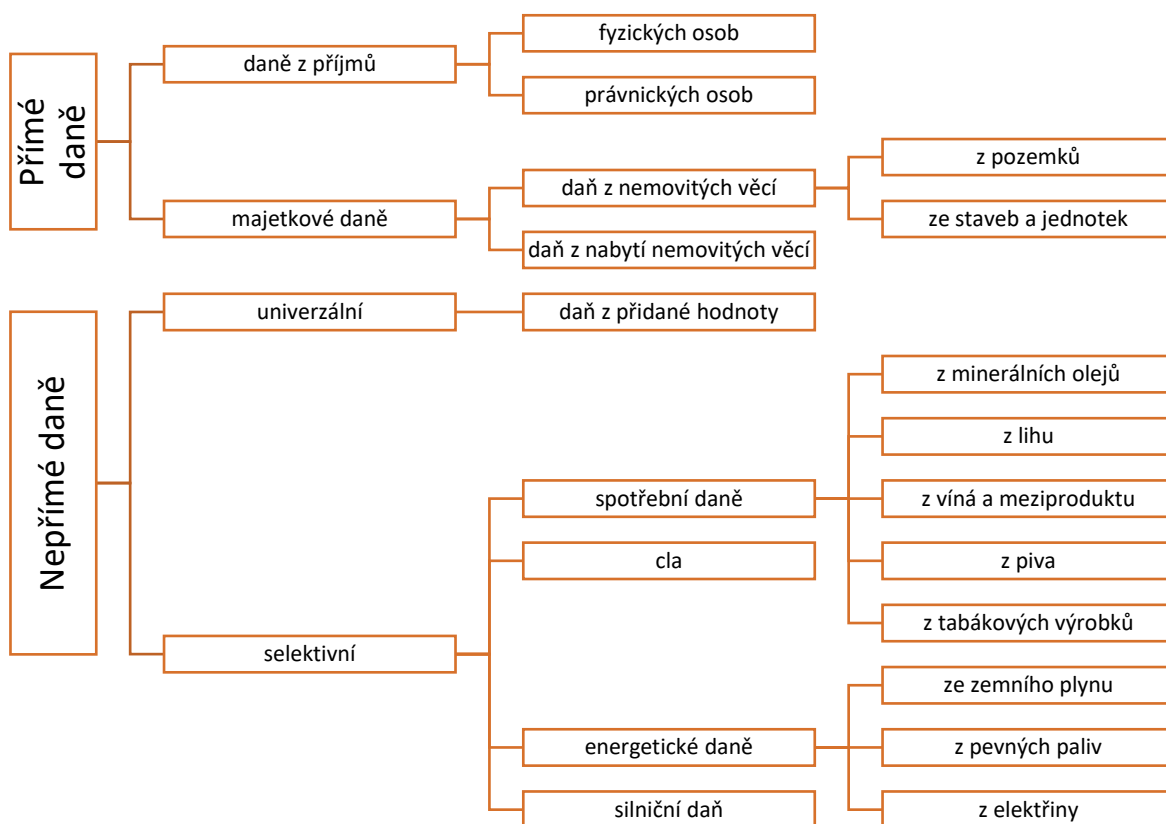 Přímé
daně
daně z příjmů
fyzických osob
právnických osob
majetkové daně
daň z nemovitých věcí
z pozemků
ze staveb a jednotek
daň z nabytí nemovitých věcí
Nepřímé daně
univerzální
daň z přidané hodnoty
selektivní
spotřební daně
z minerálních olejů
z lihu
z víná a meziproduktu
z piva
z tabákových výrobků
cla
energetické daně
ze zemního plynu
z pevných paliv
z elektřiny
silniční daň